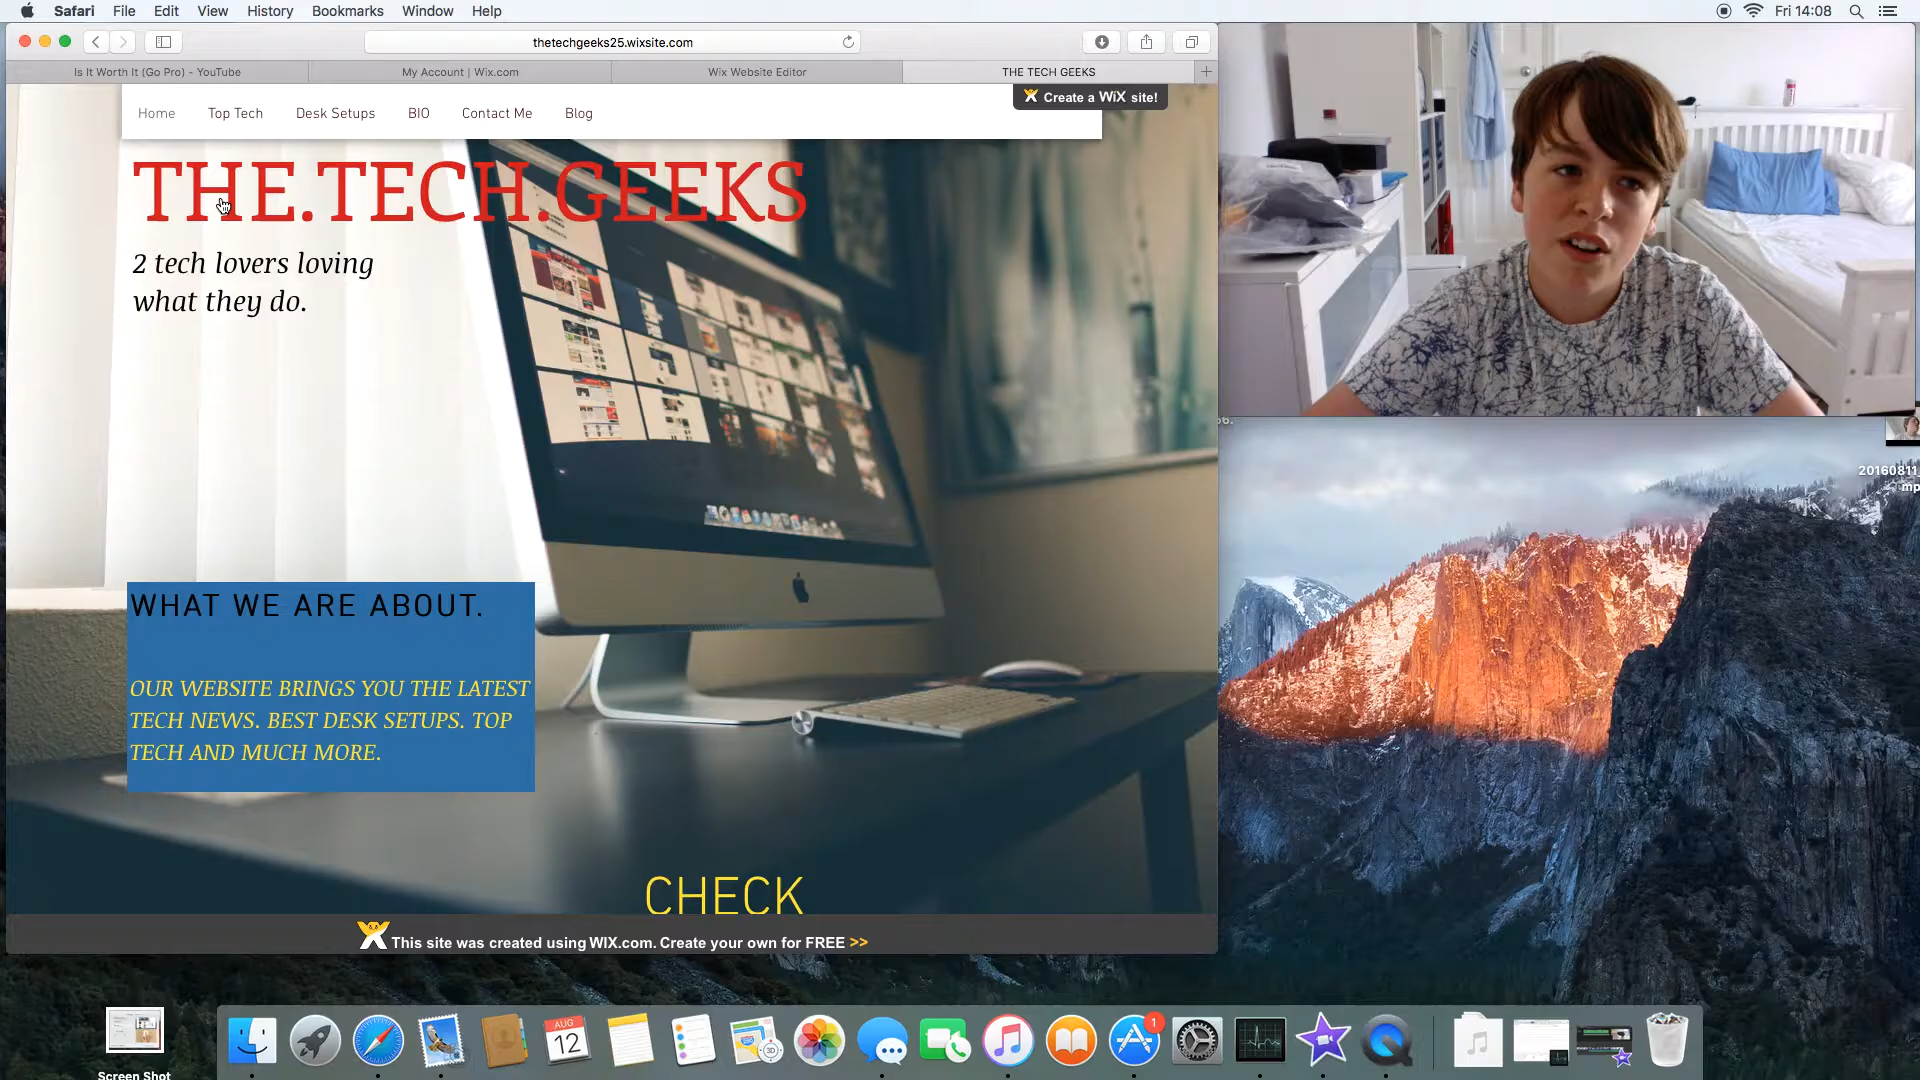 Safari File Edit View History Bookmarks Window Help
Fri 14:08
thetechgeeks25.wixsite.com
Is It Worth It (Go Pro) - YouTube
My Account | Wix.com
Wix Website Editor
THE TECH GEEKS
Home Top Tech Desk Setups BIO Contact Me Blog
Create a WiX site!
THE.TECH.GEEKS
2 tech lovers loving
what they do.
WHAT WE ARE ABOUT.
OUR WEBSITE BRINGS YOU THE LATEST
TECH NEWS. BEST DESK SETUPS. TOP
TECH AND MUCH MORE.
CHECK
This site was created using WIX.com. Create your own for FREE >>
20160811
mp
AUG
12
3D
1
Screen Shot